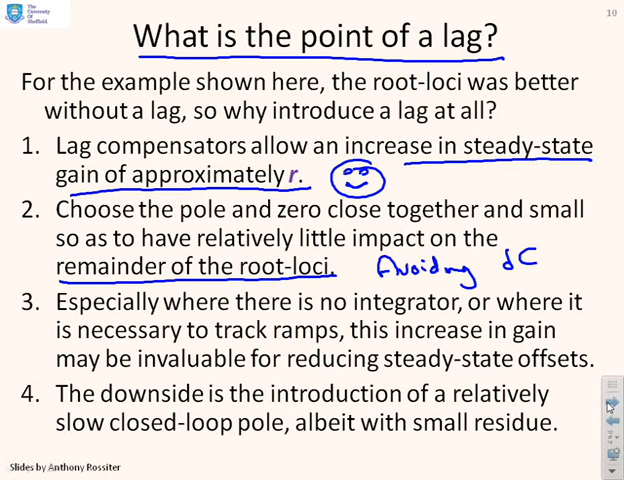 The
University
Of
Sheffield.
10
What is the point of a lag?
For the example shown here, the root-loci was better
without a lag, so why introduce a lag at all?
1. Lag compensators allow an increase in steady-state
gain of approximately r.
2. Choose the pole and zero close together and small
so as to have relatively little impact on the
remainder of the root-loci.
Avoiding
3. Especially where there is no integrator, or where it
is necessary to track ramps, this increase in gain
may be invaluable for reducing steady-state offsets.
4. The downside is the introduction of a relatively
slow closed-loop pole, albeit with small residue.
Slides by Anthony Rossiter